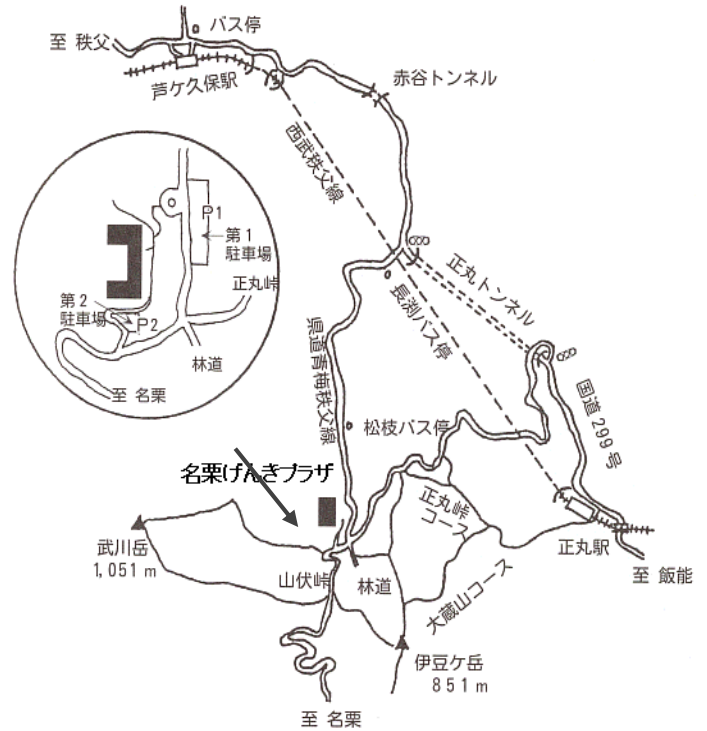 バス停
至 秩父
芦ケ久保駅
赤谷トンネル
西武秩父線
P1
第1
駐車場
正丸峠
第2
駐車場
P2
林道
至 名栗
正丸トンネル
長渕バス停
県道青梅秩父線
国道299号
松枝バス停
名栗げんきプラザ
正丸峠
コース
武川岳
1,051m
山伏峠
林道
大蔵山コース
正丸駅
至 飯能
伊豆ケ岳
851m
至 名栗